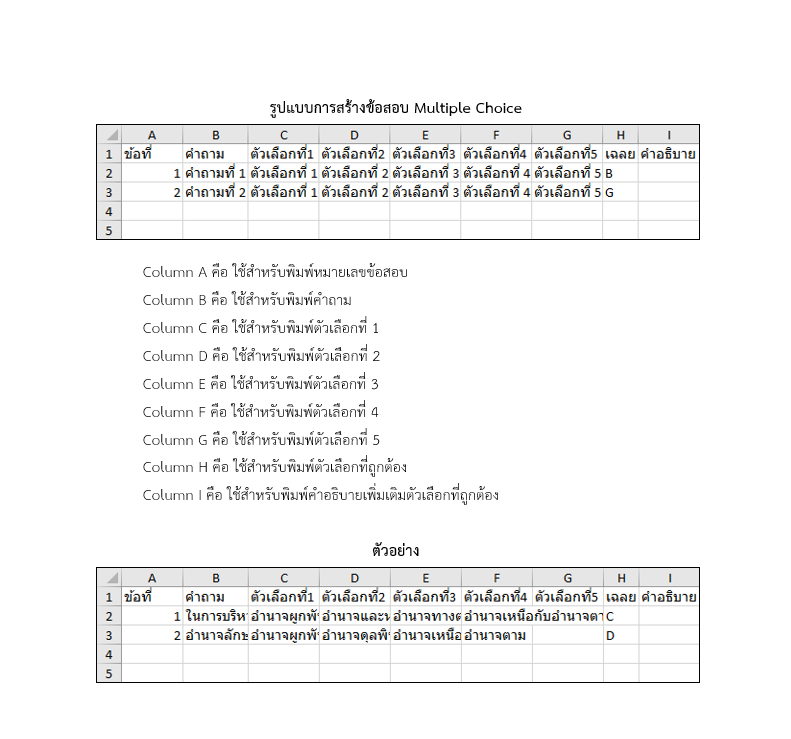 รูปแบบการสร้างข้อสอบ Multiple Choice
A B C D E F G H I
1 ข้อที่ คำถาม ตัวเลือกที่1 ตัวเลือกที่2 ตัวเลือกที่3 ตัวเลือกที่4 ตัวเลือกที่5 เฉลย คำอธิบาย
2 1 คำถามที่ 1 ตัวเลือกที่ 1 ตัวเลือกที่ 2 ตัวเลือกที่ 3 ตัวเลือกที่ 4 ตัวเลือกที่ 5 B
3 2 คำถามที่ 2 ตัวเลือกที่ 1 ตัวเลือกที่ 2 ตัวเลือกที่ 3 ตัวเลือกที่ 4 ตัวเลือกที่ 5 G
4
5
Column A คือ ใช้สำหรับพิมพ์หมายเลขข้อสอบ
Column B คือ ใช้สำหรับพิมพ์คำถาม
Column C คือ ใช้สำหรับพิมพ์ตัวเลือกที่ 1
Column D คือ ใช้สำหรับพิมพ์ตัวเลือกที่ 2
Column E คือ ใช้สำหรับพิมพ์ตัวเลือกที่ 3
Column F คือ ใช้สำหรับพิมพ์ตัวเลือกที่ 4
Column G คือ ใช้สำหรับพิมพ์ตัวเลือกที่ 5
Column H คือ ใช้สำหรับพิมพ์ตัวเลือกที่ถูกต้อง
Column I คือ ใช้สำหรับพิมพ์คำอธิบายเพิ่มเติมตัวเลือกที่ถูกต้อง
ตัวอย่าง
A B C D E F G H I
1 ข้อที่ คำถาม ตัวเลือกที่1 ตัวเลือกที่2 ตัวเลือกที่3 ตัวเลือกที่4 ตัวเลือกที่5 เฉลย คำอธิบาย
2 1 ในการบริห อำนาจผูกพั อำนาจและห อำนาจทางต อำนาจเหนือกับอำนาจตา C
3 2 อำนาจลักษ อำนาจผูกพั อำนาจดุลพิ อำนาจเหนือ อำนาจตาม D
4
5